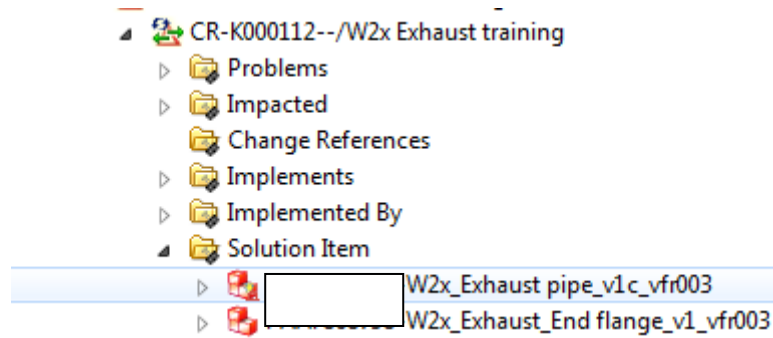 CR-K000112--/W2x Exhaust training
Problems
Impacted
Change References
Implements
Implemented By
Solution Item
W2x_Exhaust pipe_v1c_vfr003
W2x_Exhaust_End flange_v1_vfr003